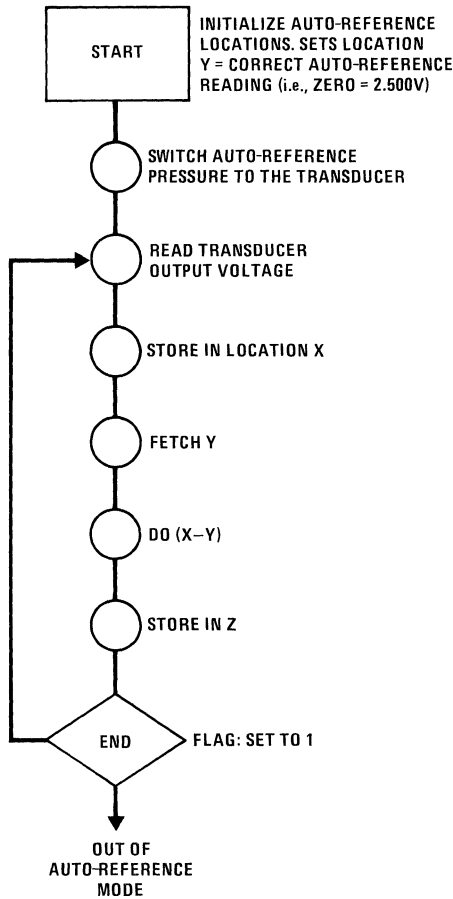 START
INITIALIZE AUTO-REFERENCE
LOCATIONS. SETS LOCATION
Y = CORRECT AUTO-REFERENCE
READING (i.e., ZERO = 2.500V)
SWITCH AUTO-REFERENCE
PRESSURE TO THE TRANSDUCER
READ TRANSDUCER
OUTPUT VOLTAGE
STORE IN LOCATION X
FETCH Y
DO (X–Y)
STORE IN Z
END
FLAG: SET TO 1
OUT OF
AUTO-REFERENCE
MODE